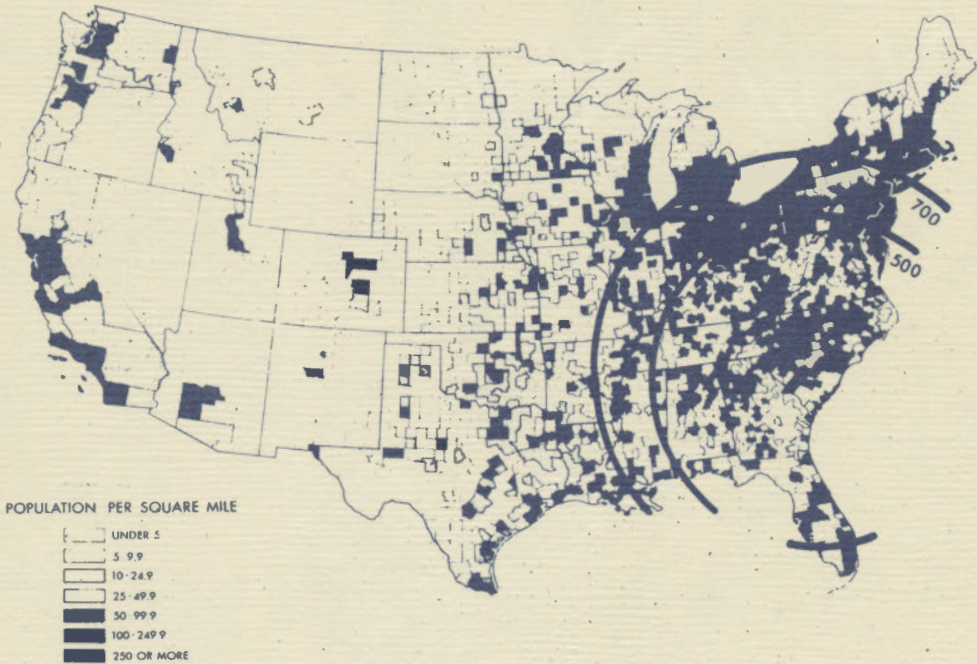 700
500
POPULATION PER SQUARE MILE
UNDER 5
5 - 9.9
10 - 24.9
25 - 49.9
50 - 99.9
100 - 249.9
250 OR MORE